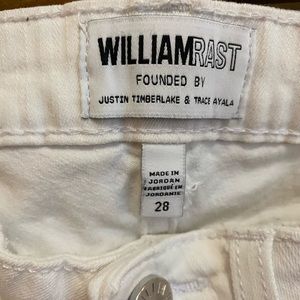 WILLIAMRAST
FOUNDED BY
JUSTIN TIMBERLAKE & TRACE AYALA
MADE IN
JORDAN
FABRIQUÉ EN
JORDANIE
28